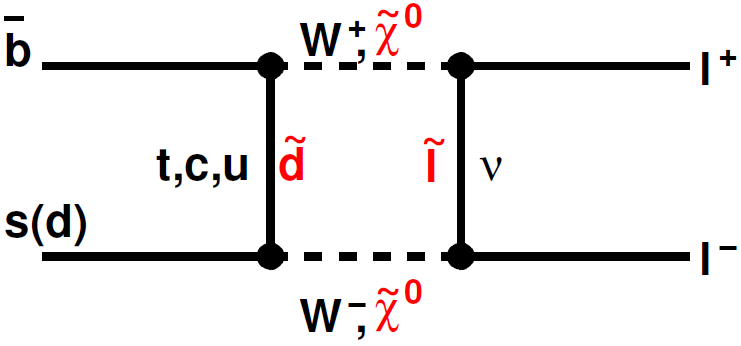 b̄ W⁺, χ̃⁰ l⁺
t,c,u d̃ l̃ ν
s(d) W⁻, χ̃⁰ l⁻